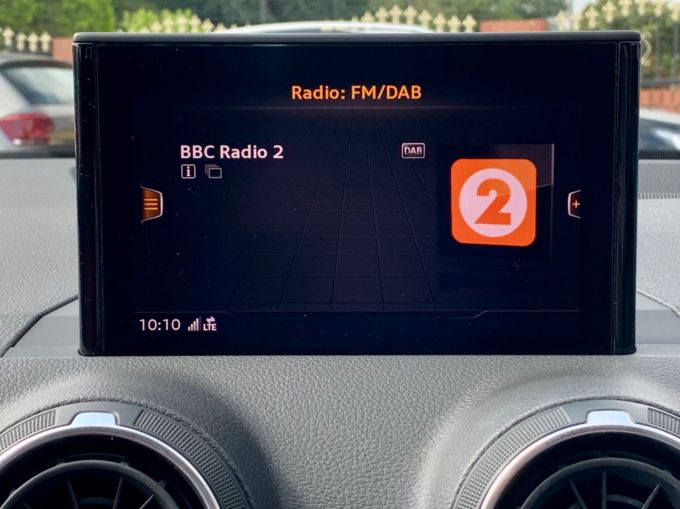 Radio: FM/DAB
BBC Radio 2
DAB
i
2
+
10:10 LTE